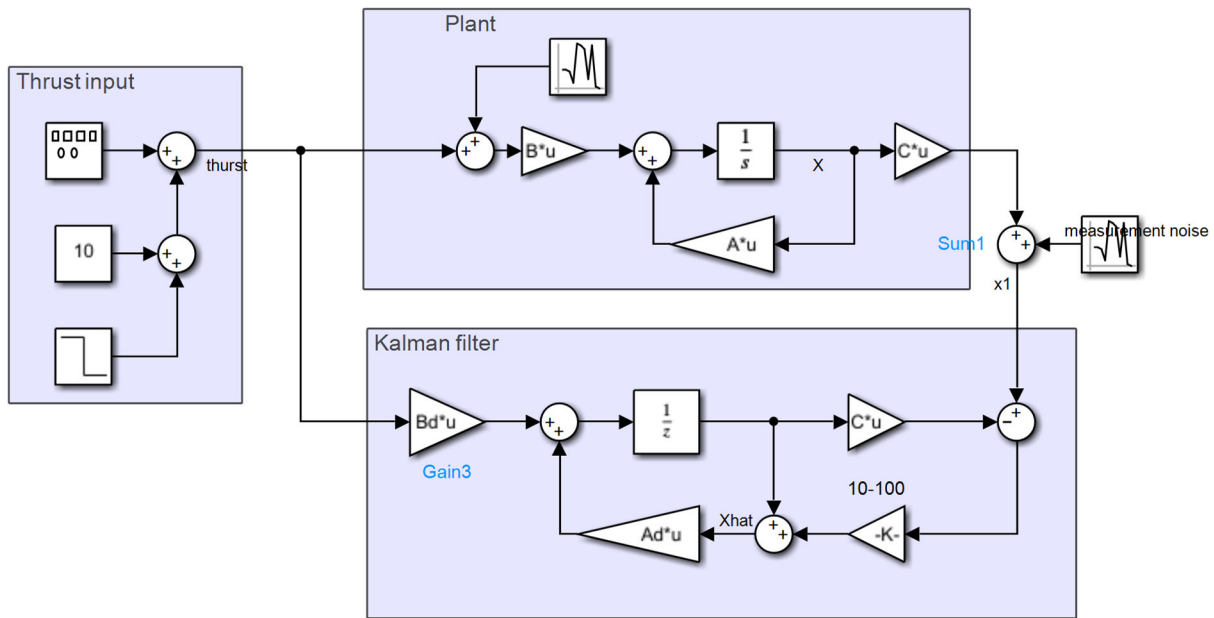 Plant
Thrust input
thurst
B*u
1
s
X
C*u
A*u
10
Sum1
measurement noise
x1
Kalman filter
Bd*u
Gain3
1
z
C*u
10-100
Ad*u
Xhat
-K-